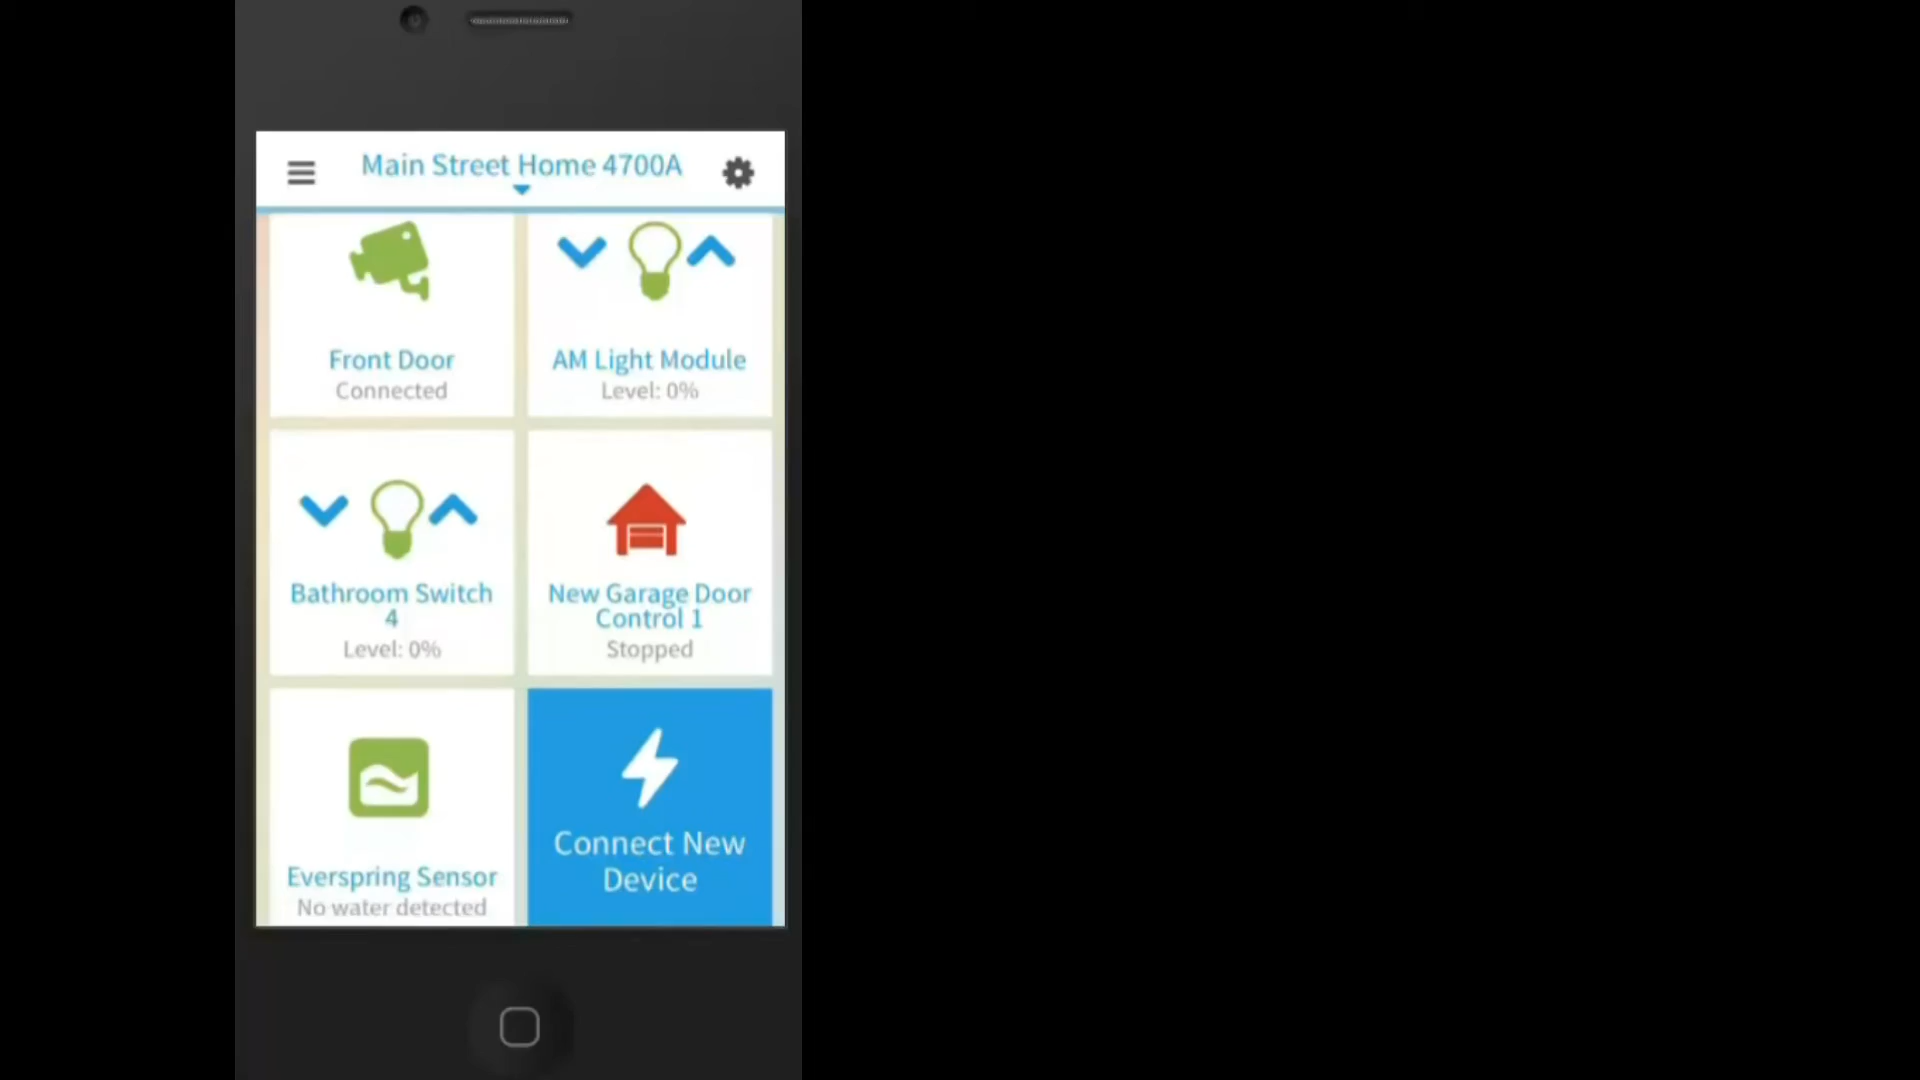 Main Street Home 4700A
Front Door
Connected
AM Light Module
Level: 0%
Bathroom Switch
4
Level: 0%
New Garage Door
Control 1
Stopped
Everspring Sensor
No water detected
Connect New
Device